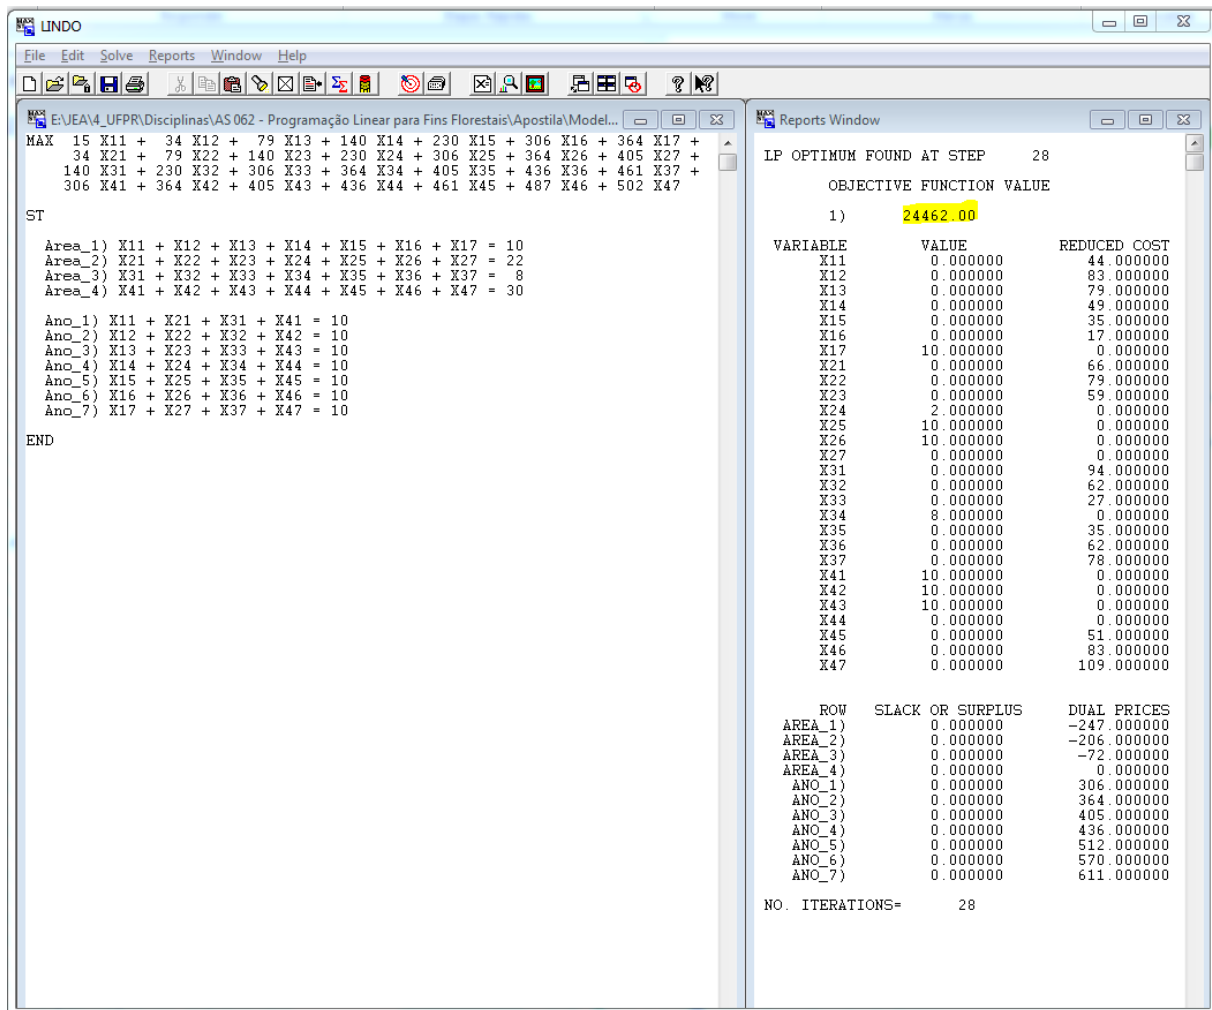 LINDO
File Edit Solve Reports Window Help
E:\JEA\4_UFPR\Disciplinas\AS 062 - Programação Linear para Fins Florestais\Apostila\Model...
MAX 15 X11 + 34 X12 + 79 X13 + 140 X14 + 230 X15 + 306 X16 + 364 X17 +
34 X21 + 79 X22 + 140 X23 + 230 X24 + 306 X25 + 364 X26 + 405 X27 +
140 X31 + 230 X32 + 306 X33 + 364 X34 + 405 X35 + 436 X36 + 461 X37 +
306 X41 + 364 X42 + 405 X43 + 436 X44 + 461 X45 + 487 X46 + 502 X47
ST
Area_1) X11 + X12 + X13 + X14 + X15 + X16 + X17 = 10
Area_2) X21 + X22 + X23 + X24 + X25 + X26 + X27 = 22
Area_3) X31 + X32 + X33 + X34 + X35 + X36 + X37 = 8
Area_4) X41 + X42 + X43 + X44 + X45 + X46 + X47 = 30
Ano_1) X11 + X21 + X31 + X41 = 10
Ano_2) X12 + X22 + X32 + X42 = 10
Ano_3) X13 + X23 + X33 + X43 = 10
Ano_4) X14 + X24 + X34 + X44 = 10
Ano_5) X15 + X25 + X35 + X45 = 10
Ano_6) X16 + X26 + X36 + X46 = 10
Ano_7) X17 + X27 + X37 + X47 = 10
END
Reports Window
LP OPTIMUM FOUND AT STEP 28
OBJECTIVE FUNCTION VALUE
1) 24462.00
VARIABLE VALUE REDUCED COST
X11 0.000000 44.000000
X12 0.000000 83.000000
X13 0.000000 79.000000
X14 0.000000 49.000000
X15 0.000000 35.000000
X16 0.000000 17.000000
X17 10.000000 0.000000
X21 0.000000 66.000000
X22 0.000000 79.000000
X23 0.000000 59.000000
X24 2.000000 0.000000
X25 10.000000 0.000000
X26 10.000000 0.000000
X27 0.000000 0.000000
X31 0.000000 94.000000
X32 0.000000 62.000000
X33 0.000000 27.000000
X34 8.000000 0.000000
X35 0.000000 35.000000
X36 0.000000 62.000000
X37 0.000000 78.000000
X41 10.000000 0.000000
X42 10.000000 0.000000
X43 10.000000 0.000000
X44 0.000000 0.000000
X45 0.000000 51.000000
X46 0.000000 83.000000
X47 0.000000 109.000000
ROW SLACK OR SURPLUS DUAL PRICES
AREA_1) 0.000000 -247.000000
AREA_2) 0.000000 -206.000000
AREA_3) 0.000000 -72.000000
AREA_4) 0.000000 0.000000
ANO_1) 0.000000 306.000000
ANO_2) 0.000000 364.000000
ANO_3) 0.000000 405.000000
ANO_4) 0.000000 436.000000
ANO_5) 0.000000 512.000000
ANO_6) 0.000000 570.000000
ANO_7) 0.000000 611.000000
NO. ITERATIONS= 28